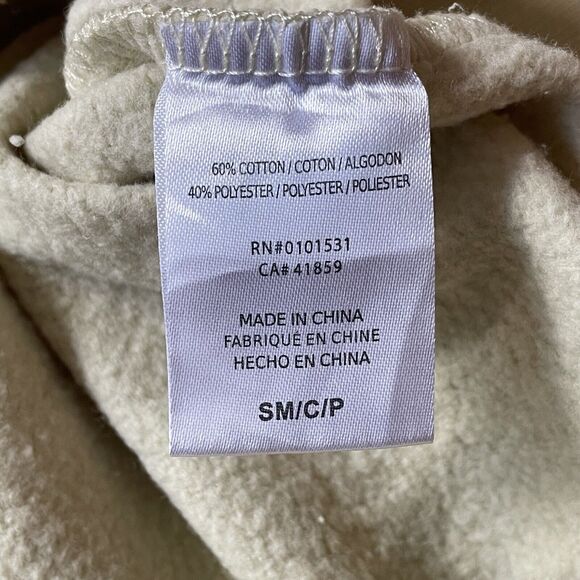 60% COTTON / COTON / ALGODON
40% POLYESTER / POLYESTER / POLIESTER
RN#0101531
CA# 41859
MADE IN CHINA
FABRIQUE EN CHINE
HECHO EN CHINA
SM/C/P